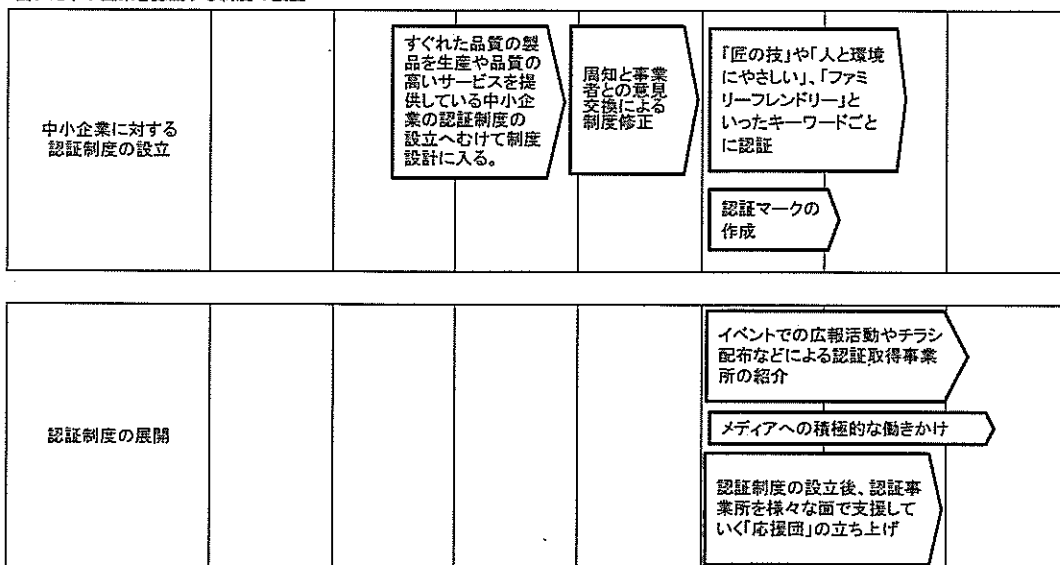 中小企業に対する
認証制度の設立
すぐれた品質の製
品を生産や品質の
高いサービスを提
供している中小企
業の認証制度の
設立へむけて制度
設計に入る。
周知と事業
者との意見
交換による
制度修正
『匠の技」や「人と環境
にやさしい」、「ファミ
リーフレンドリー」と
いったキーワードごと
に認証
認証マークの
作成
認証制度の展開
イベントでの広報活動やチラシ
配布などによる認証取得事業
所の紹介
メディアへの積極的な働きかけ
認証制度の設立後、認証事
業所を様々な面で支援して
いく「応援団」の立ち上げ